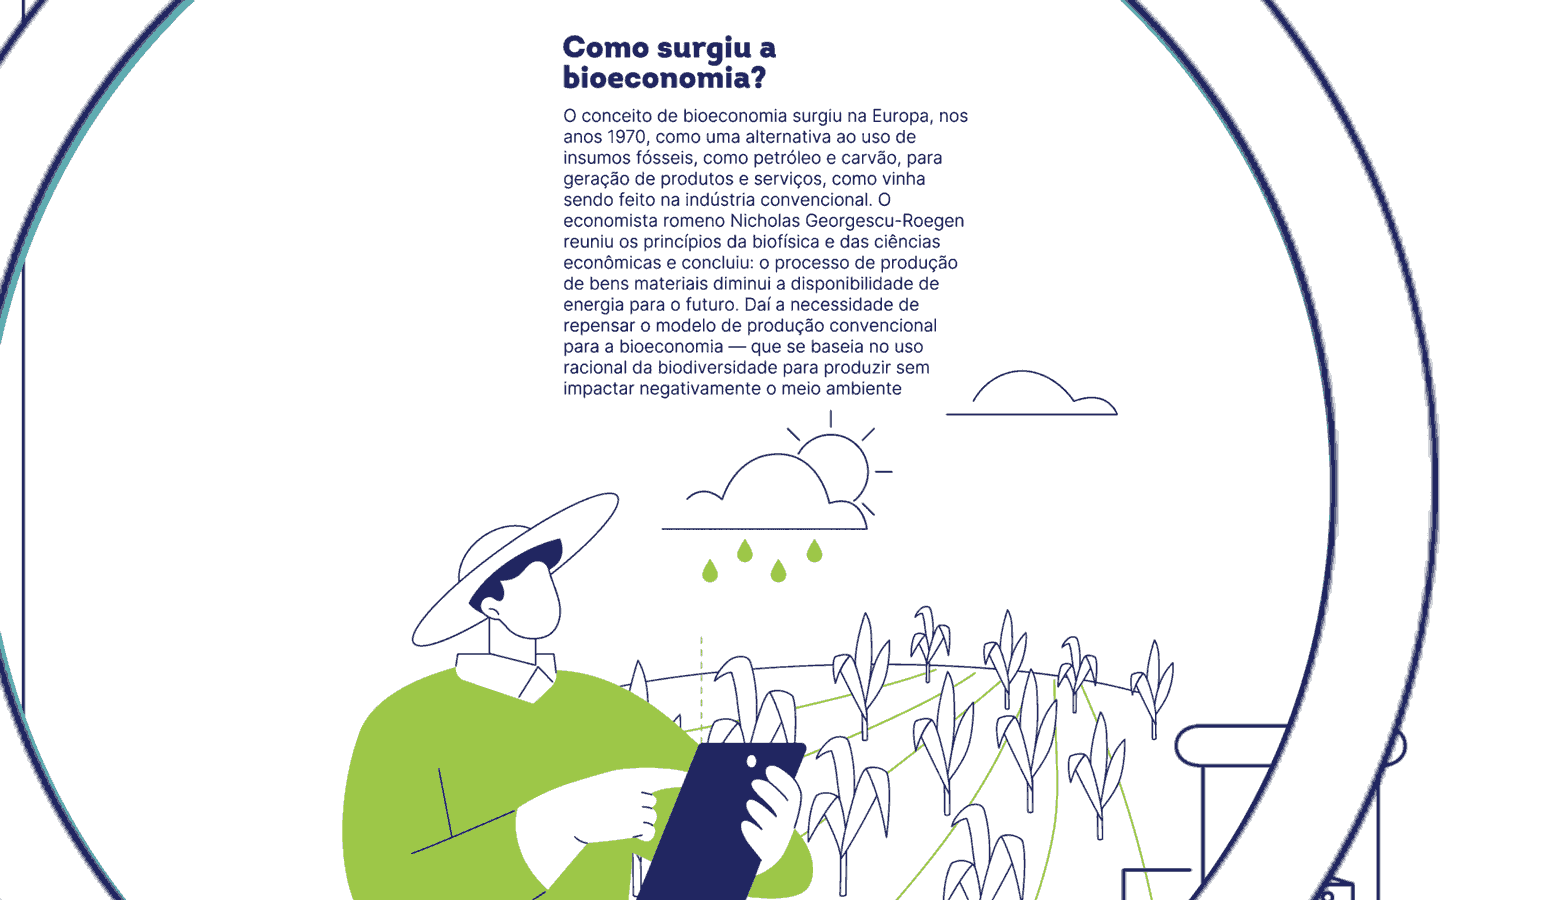 Como surgiu a
bioeconomia?
O conceito de bioeconomia surgiu na Europa, nos
anos 1970, como uma alternativa ao uso de
insumos fósseis, como petróleo e carvão, para
geração de produtos e serviços, como vinha
sendo feito na indústria convencional. O
economista romeno Nicholas Georgescu-Roegen
reuniu os princípios da biofísica e das ciências
econômicas e concluiu: o processo de produção
de bens materiais diminui a disponibilidade de
energia para o futuro. Daí a necessidade de
repensar o modelo de produção convencional
para a bioeconomia — que se baseia no uso
racional da biodiversidade para produzir sem
impactar negativamente o meio ambiente